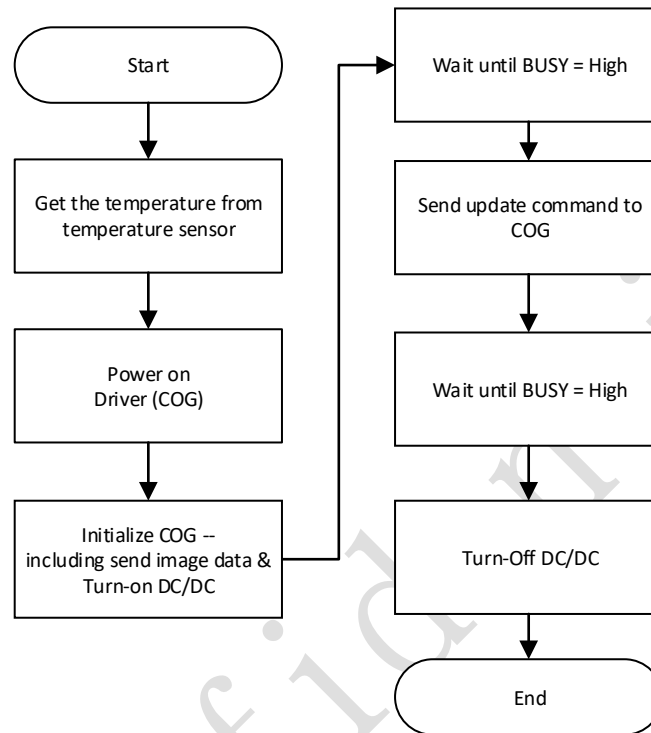 Start
Get the temperature from
temperature sensor
Power on
Driver (COG)
Initialize COG --
including send image data &
Turn-on DC/DC
Wait until BUSY = High
Send update command to
COG
Wait until BUSY = High
Turn-Off DC/DC
End